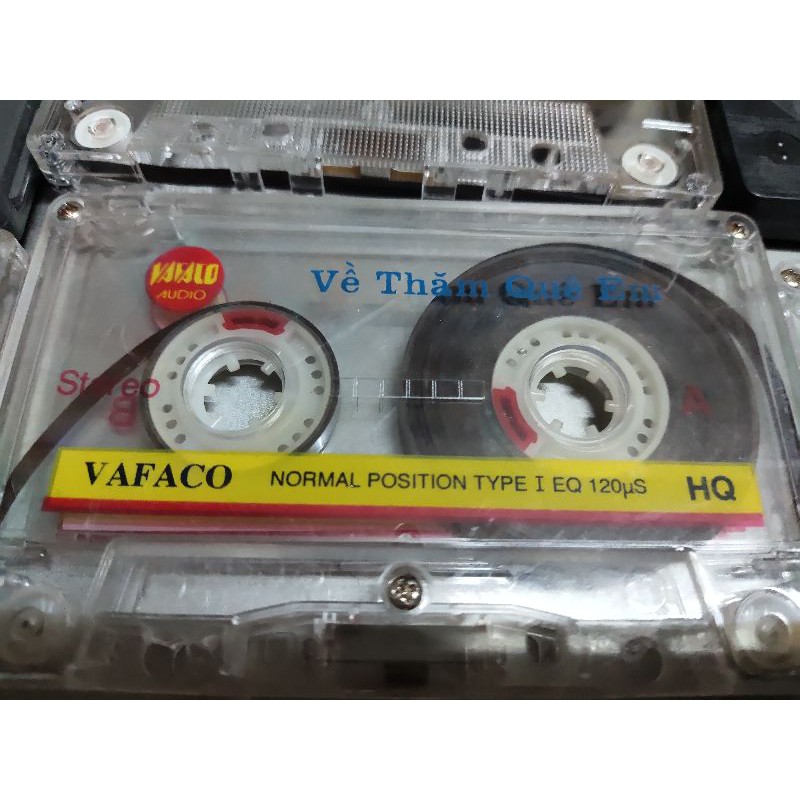 VAFACO
AUDIO
Về Thăm Quê Em
Stereo
A
VAFACO NORMAL POSITION TYPE I EQ 120µS HQ